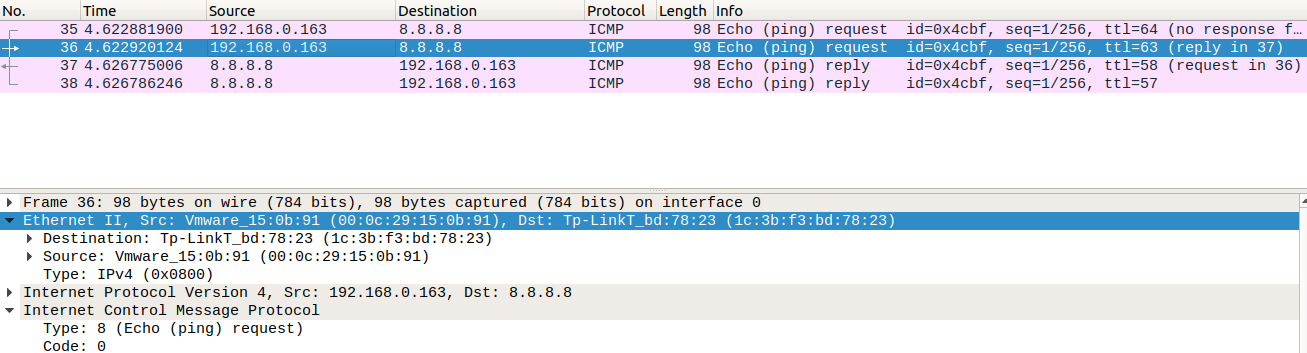 No. Time Source Destination Protocol Length Info
35 4.622881900 192.168.0.163 8.8.8.8 ICMP 98 Echo (ping) request id=0x4cbf, seq=1/256, ttl=64 (no response f…
36 4.622920124 192.168.0.163 8.8.8.8 ICMP 98 Echo (ping) request id=0x4cbf, seq=1/256, ttl=63 (reply in 37)
37 4.626775006 8.8.8.8 192.168.0.163 ICMP 98 Echo (ping) reply id=0x4cbf, seq=1/256, ttl=58 (request in 36)
38 4.626786246 8.8.8.8 192.168.0.163 ICMP 98 Echo (ping) reply id=0x4cbf, seq=1/256, ttl=57
Frame 36: 98 bytes on wire (784 bits), 98 bytes captured (784 bits) on interface 0
Ethernet II, Src: Vmware_15:0b:91 (00:0c:29:15:0b:91), Dst: Tp-LinkT_bd:78:23 (1c:3b:f3:bd:78:23)
Destination: Tp-LinkT_bd:78:23 (1c:3b:f3:bd:78:23)
Source: Vmware_15:0b:91 (00:0c:29:15:0b:91)
Type: IPv4 (0x0800)
Internet Protocol Version 4, Src: 192.168.0.163, Dst: 8.8.8.8
Internet Control Message Protocol
Type: 8 (Echo (ping) request)
Code: 0